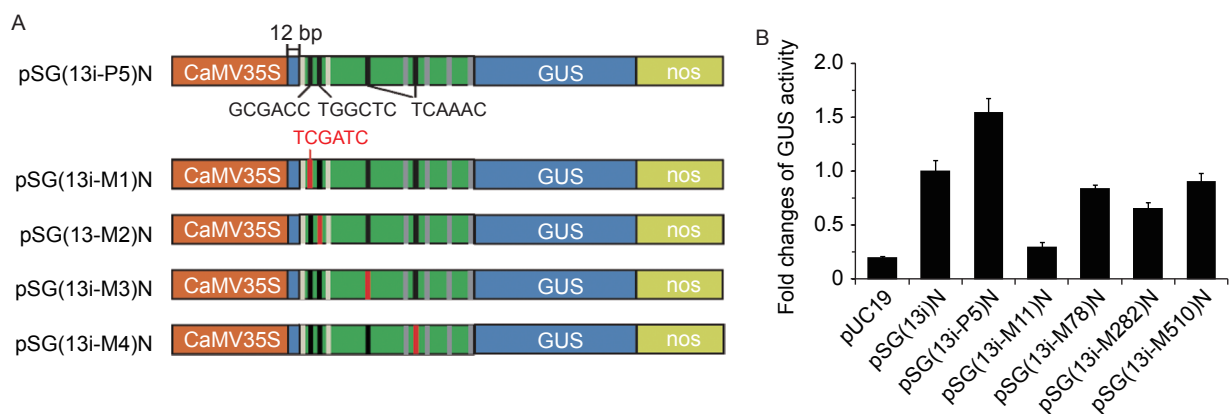 A
12 bp
pSG(13i-P5)N CaMV35S GUS nos
GCGACC TGGCTC TCAAAC
TCGATC
pSG(13i-M1)N CaMV35S GUS nos
pSG(13-M2)N CaMV35S GUS nos
pSG(13i-M3)N CaMV35S GUS nos
pSG(13i-M4)N CaMV35S GUS nos
B
Fold changes of GUS activity
2.0
1.5
1.0
0.5
0
pUC19
pSG(13i)N
pSG(13i-P5)N
pSG(13i-M11)N
pSG(13i-M78)N
pSG(13i-M282)N
pSG(13i-M510)N